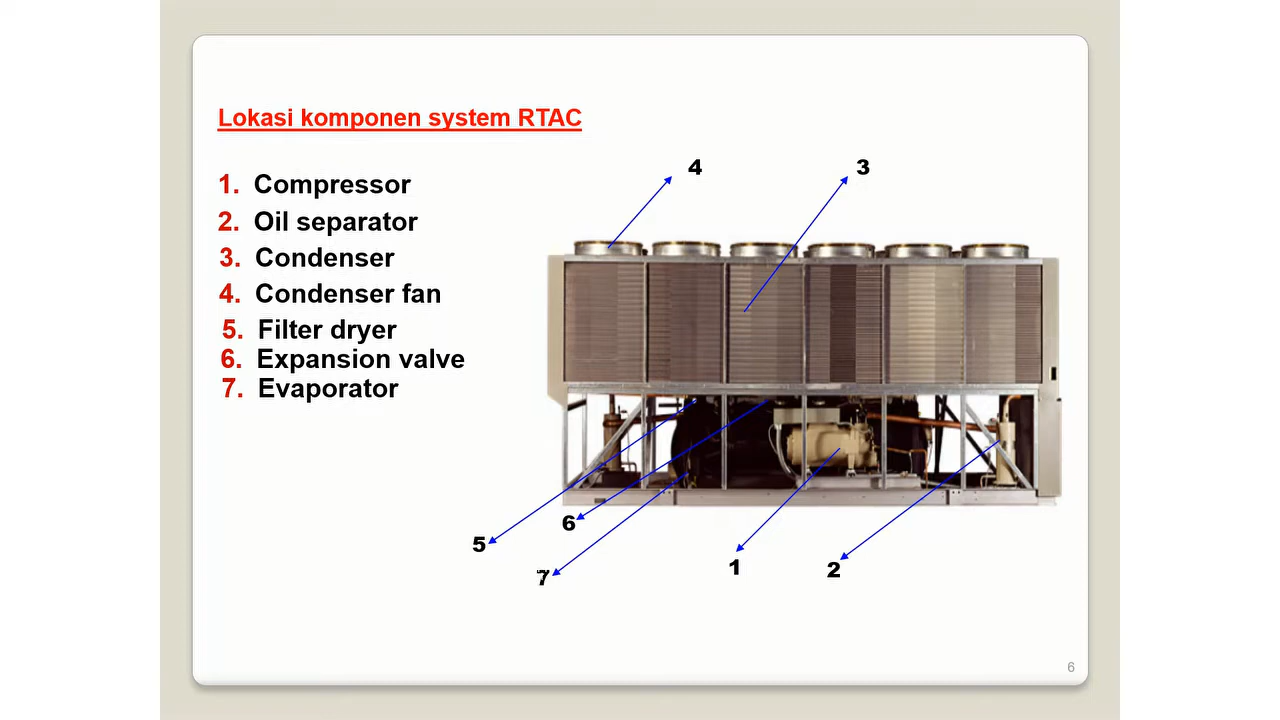 Lokasi komponen system RTAC
1. Compressor
2. Oil separator
3. Condenser
4. Condenser fan
5. Filter dryer
6. Expansion valve
7. Evaporator
4
3
6
5
7
1
2
6